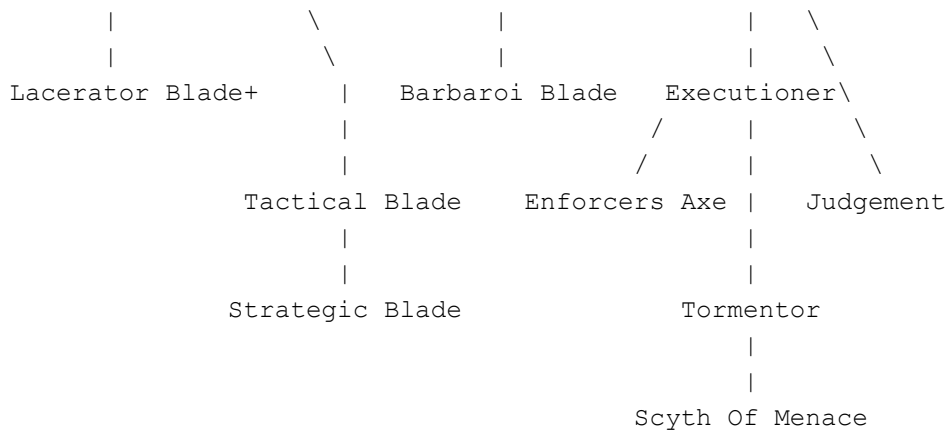 |            \           |               |   \
|             \          |               |    \
Lacerator Blade+     |   Barbaroi Blade   Executioner\
|                   /     |      \
|                  /      |       \
Tactical Blade    Enforcers Axe |   Judgement
|                         |
|                         |
Strategic Blade              Tormentor
|
|
Scyth Of Menace